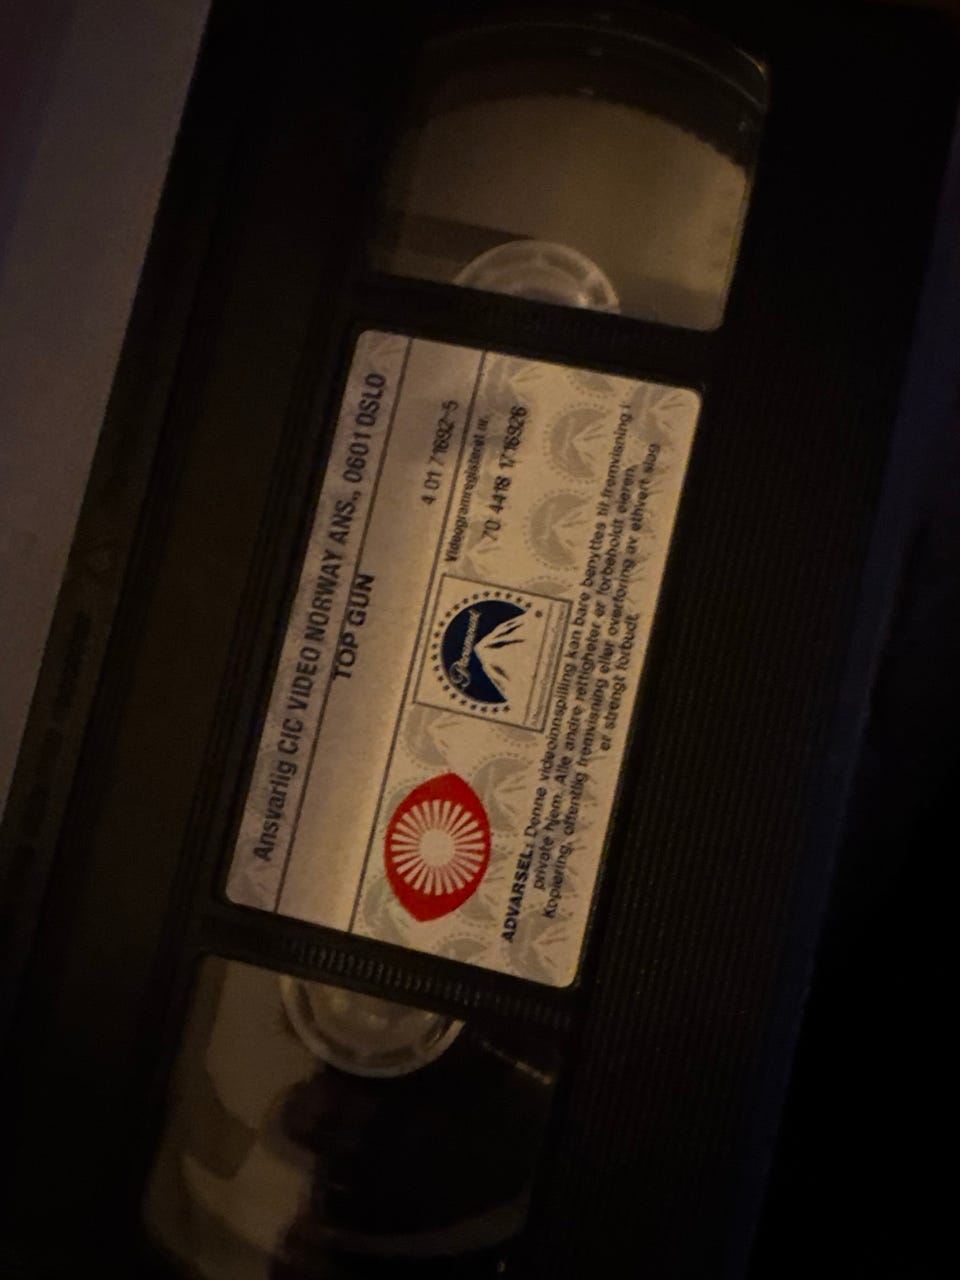 Ansvarlig CIC VIDEO NORWAY ANS., 0601 OSLO
TOP GUN
4 01 71692-5
Videogramregisteret nr.
70 4418 1716926
Paramount
ADVARSEL: Denne videoinnspilling kan bare benyttes til fremvisning i
private hjem. Alle andre rettigheter er forbeholdt eieren.
Kopiering, offentlig fremvisning eller overføring av ethvert slag
er strengt forbudt.